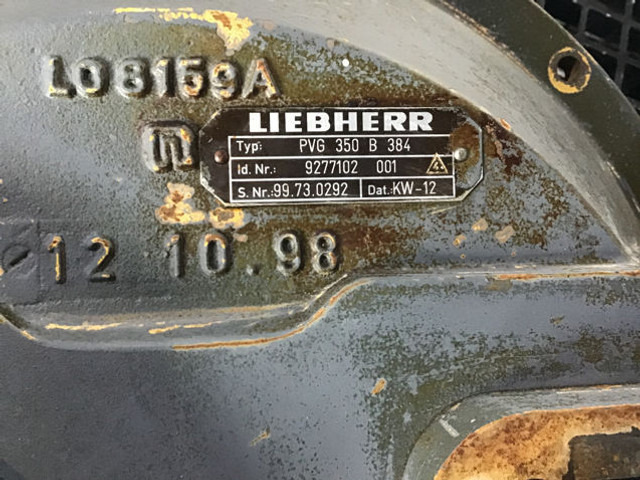 LO8159A
LIEBHERR
Typ: PVG 350 B 384
Id. Nr.: 9277102 001
S. Nr.: 99.73.0292 Dat.: KW-12
12 10.98